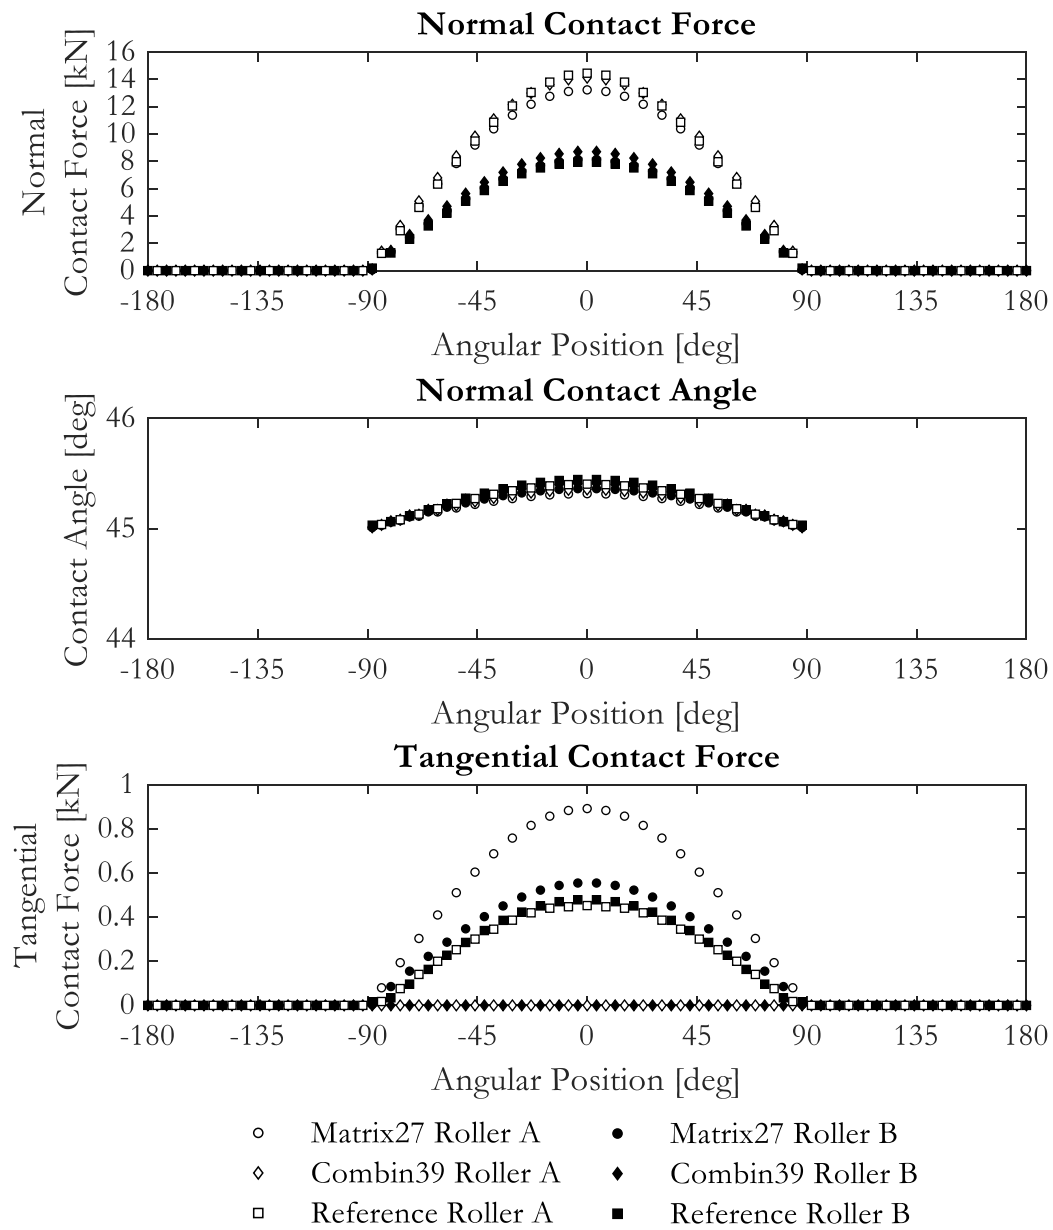 Normal Contact Force
Normal
Contact Force [kN]
16
14
12
10
8
6
4
2
0
-180 -135 -90 -45 0 45 90 135 180
Angular Position [deg]
Normal Contact Angle
Contact Angle [deg]
46
45
44
-180 -135 -90 -45 0 45 90 135 180
Angular Position [deg]
Tangential Contact Force
Tangential
Contact Force [kN]
1
0.8
0.6
0.4
0.2
0
-180 -135 -90 -45 0 45 90 135 180
Angular Position [deg]
Matrix27 Roller A Matrix27 Roller B
Combin39 Roller A Combin39 Roller B
Reference Roller A Reference Roller B